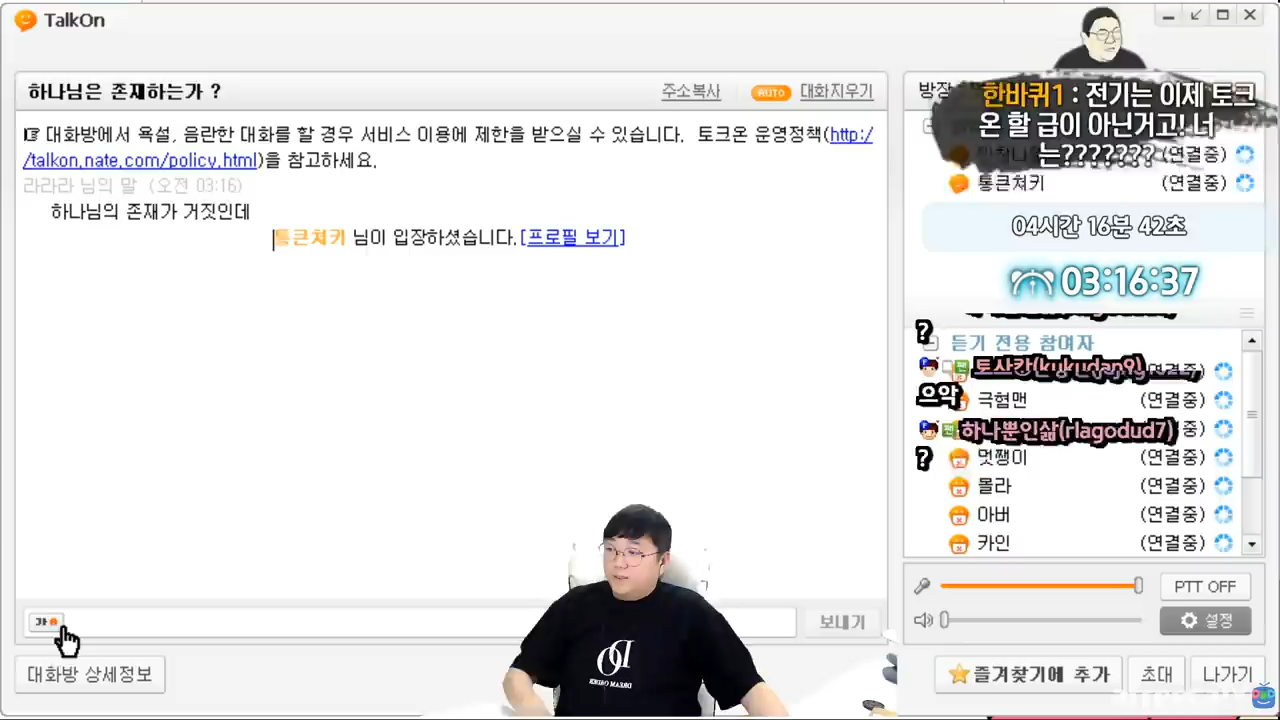 TalkOn
하나님은 존재하는가 ?
주소복사
AUTO 대화지우기
☞ 대화방에서 욕설, 음란한 대화를 할 경우 서비스 이용에 제한을 받으실 수 있습니다. 토크온 운영정책(http:/
/talkon.nate.com/policy.html)을 참고하세요.
라라라 님의 말 (오전 03:16)
하나님의 존재가 거짓인데
통큰쳐키 님이 입장하셨습니다.[프로필 보기]
방장
한바퀴1 : 전기는 이제 토크
온 할 급이 아닌거고! 너
는???????
(연결중)
통큰쳐키 (연결중)
04시간 16분 42초
03:16:37
?
듣기 전용 참여자
토사칸(kukudap9)
으악
극혐맨 (연결중)
하나뿐인삶(rlagodud7)
?
멋쟁이 (연결중)
몰라 (연결중)
아버 (연결중)
카인 (연결중)
PTT OFF
설정
가
보내기
대화방 상세정보
즐겨찾기에 추가
초대
나가기